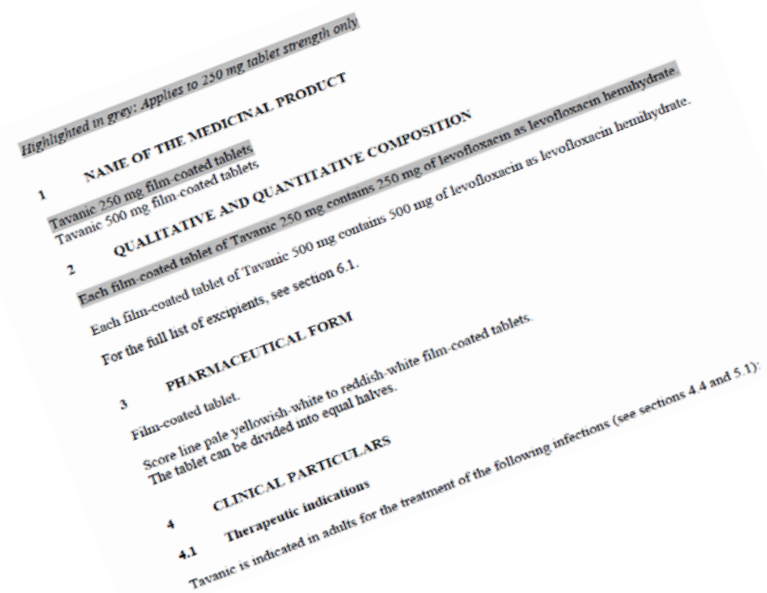 Highlighted in grey: Applies to 250 mg tablet strength only
1 NAME OF THE MEDICINAL PRODUCT
Tavanic 250 mg film-coated tablets
Tavanic 500 mg film-coated tablets
2 QUALITATIVE AND QUANTITATIVE COMPOSITION
Each film-coated tablet of Tavanic 250 mg contains 250 mg of levofloxacin as levofloxacin hemihydrate
Each film-coated tablet of Tavanic 500 mg contains 500 mg of levofloxacin as levofloxacin hemihydrate.
For the full list of excipients, see section 6.1.
3 PHARMACEUTICAL FORM
Film-coated tablet.
Score line pale yellowish-white to reddish-white film-coated tablets.
The tablet can be divided into equal halves.
4 CLINICAL PARTICULARS
4.1 Therapeutic indications
Tavanic is indicated in adults for the treatment of the following infections (see sections 4.4 and 5.1):